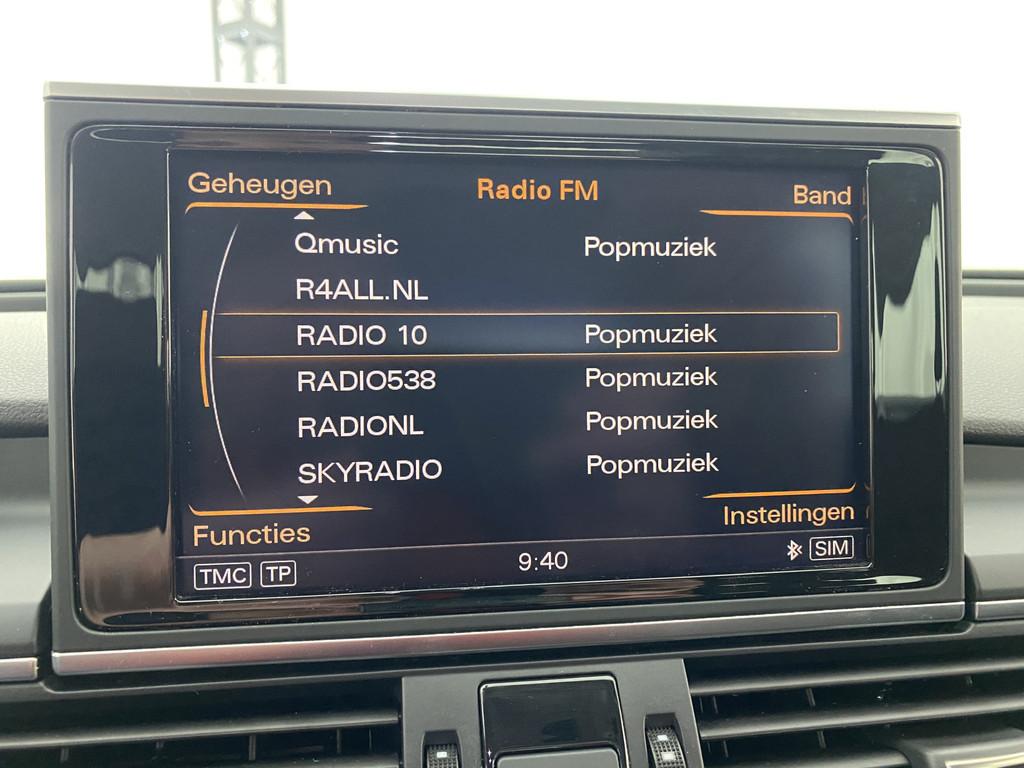 Geheugen Radio FM Band
Qmusic Popmuziek
R4ALL.NL
RADIO 10 Popmuziek
RADIO538 Popmuziek
RADIONL Popmuziek
SKYRADIO Popmuziek
Functies Instellingen
TMC TP 9:40 SIM